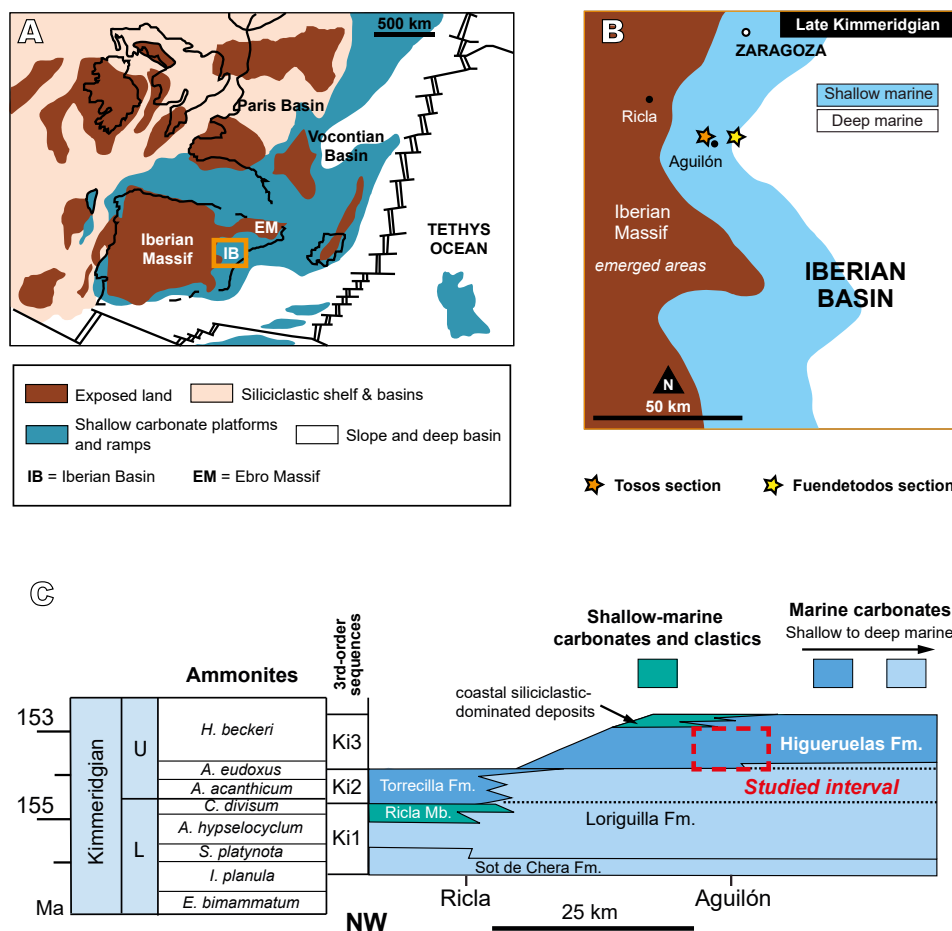 A
500 km
Paris Basin
Vocontian
Basin
Iberian
Massif
EM
IB
TETHYS
OCEAN
Exposed land
Siliciclastic shelf & basins
Shallow carbonate platforms
and ramps
Slope and deep basin
IB = Iberian Basin
EM = Ebro Massif
B
Late Kimmeridgian
ZARAGOZA
Shallow marine
Deep marine
Ricla
Aguilón
Iberian
Massif
emerged areas
IBERIAN
BASIN
N
50 km
Tosos section
Fuendetodos section
C
Shallow-marine
carbonates and clastics
Marine carbonates
Shallow to deep marine
Ammonites
3rd-order
sequences
coastal siliciclastic-
dominated deposits
153
155
Ma
Kimmeridgian
U
L
H. beckeri
A. eudoxus
A. acanthicum
C. divisum
A. hypselocyclum
S. platynota
I. planula
E. bimammatum
Ki3
Ki2
Ki1
Higueruelas Fm.
Torrecilla Fm.
Studied interval
Ricla Mb.
Loriguilla Fm.
Sot de Chera Fm.
NW
Ricla
25 km
Aguilón